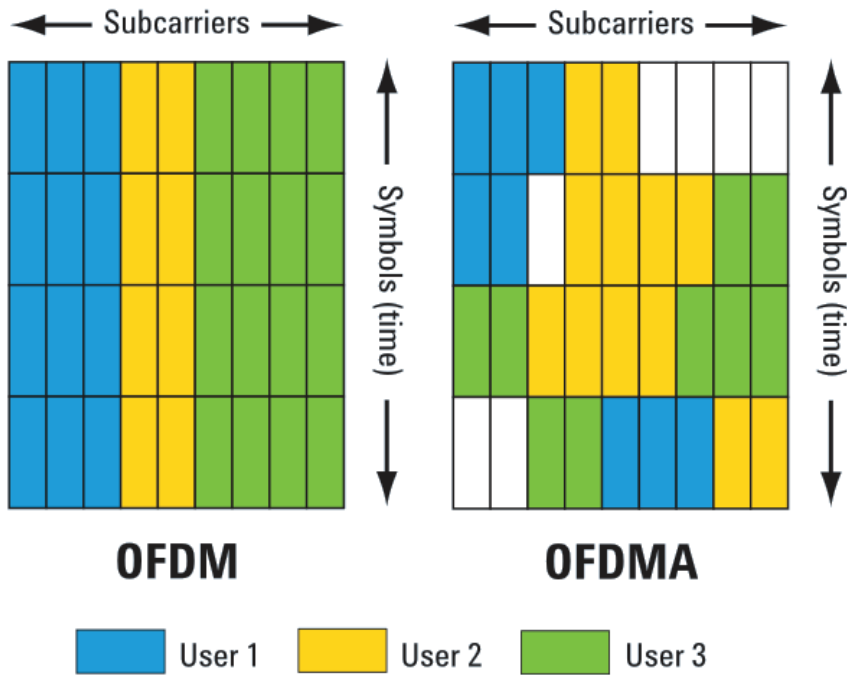 Subcarriers
Symbols (time)
OFDM
Subcarriers
Symbols (time)
OFDMA
User 1
User 2
User 3